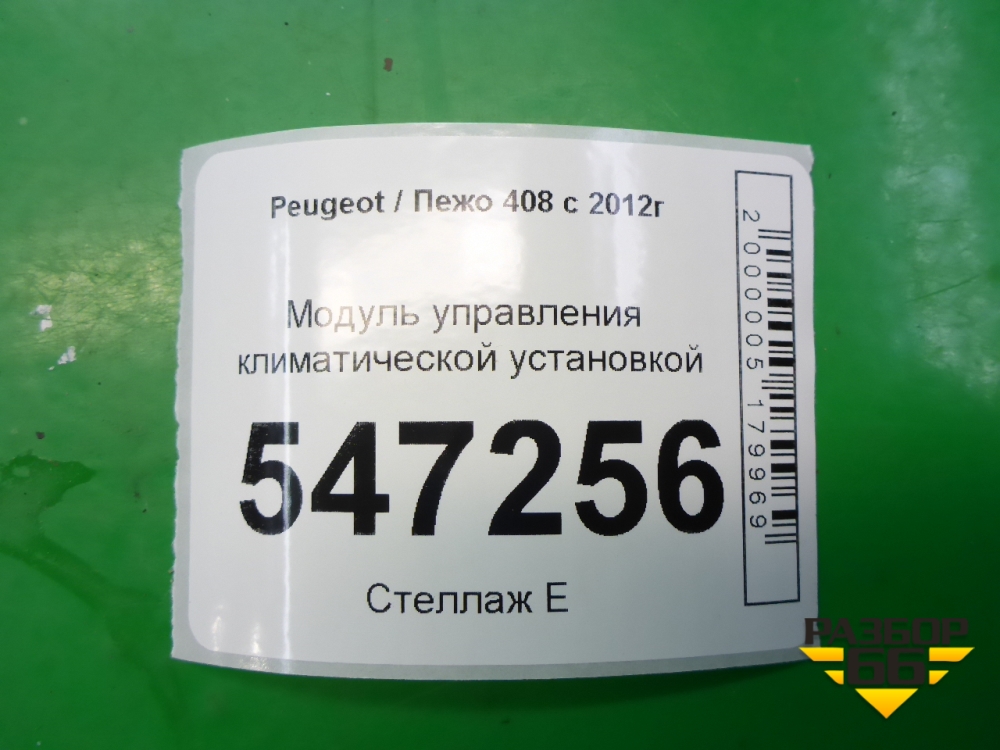 Peugeot / Пежо 408 с 2012г
Модуль управления
климатической установкой
547256
Стеллаж Е
2000005179969
РАЗБОР
66